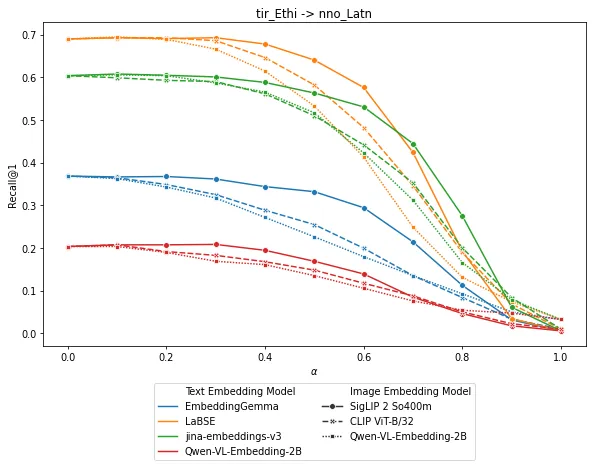 tir_Ethi -> nno_Latn
0.7
0.6
0.5
0.4
0.3
0.2
0.1
0.0
Recall@1
0.0 0.2 0.4 0.6 0.8 1.0
α
Text Embedding Model
EmbeddingGemma
LaBSE
jina-embeddings-v3
Qwen-VL-Embedding-2B
Image Embedding Model
SigLIP 2 So400m
CLIP ViT-B/32
Qwen-VL-Embedding-2B